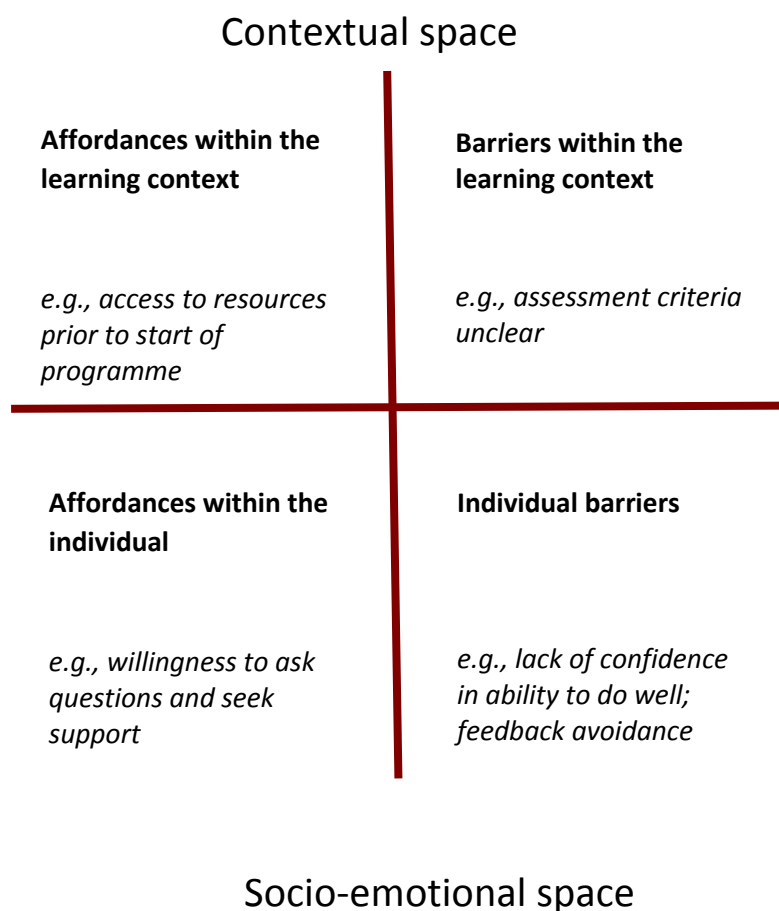 Contextual space
Affordances within the
learning context
e.g., access to resources
prior to start of
programme
Barriers within the
learning context
e.g., assessment criteria
unclear
Affordances within the
individual
e.g., willingness to ask
questions and seek
support
Individual barriers
e.g., lack of confidence
in ability to do well;
feedback avoidance
Socio-emotional space